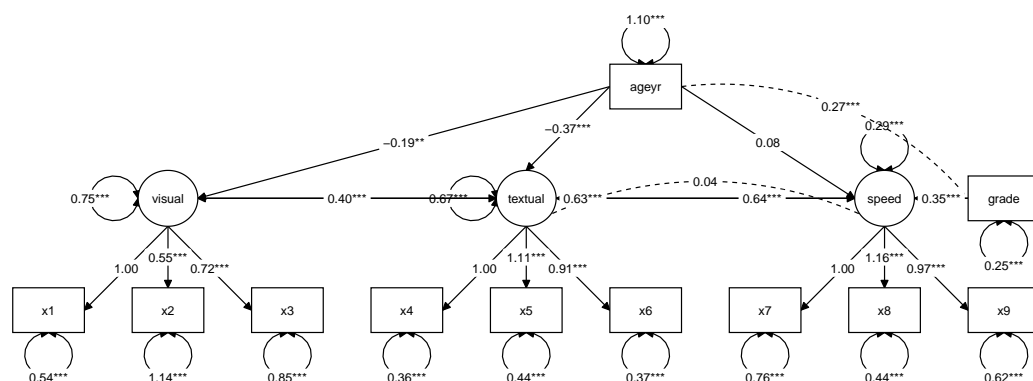 1.10***
ageyr
0.27***
−0.19**
−0.37***
0.08
0.29***
0.75***
visual
0.40***
0.67***
textual
0.63***
0.04
0.64***
speed
0.35***
grade
1.00
0.55***
0.72***
1.00
1.11***
0.91***
1.00
1.16***
0.97***
0.25***
x1
x2
x3
x4
x5
x6
x7
x8
x9
0.54***
1.14***
0.85***
0.36***
0.44***
0.37***
0.76***
0.44***
0.62***